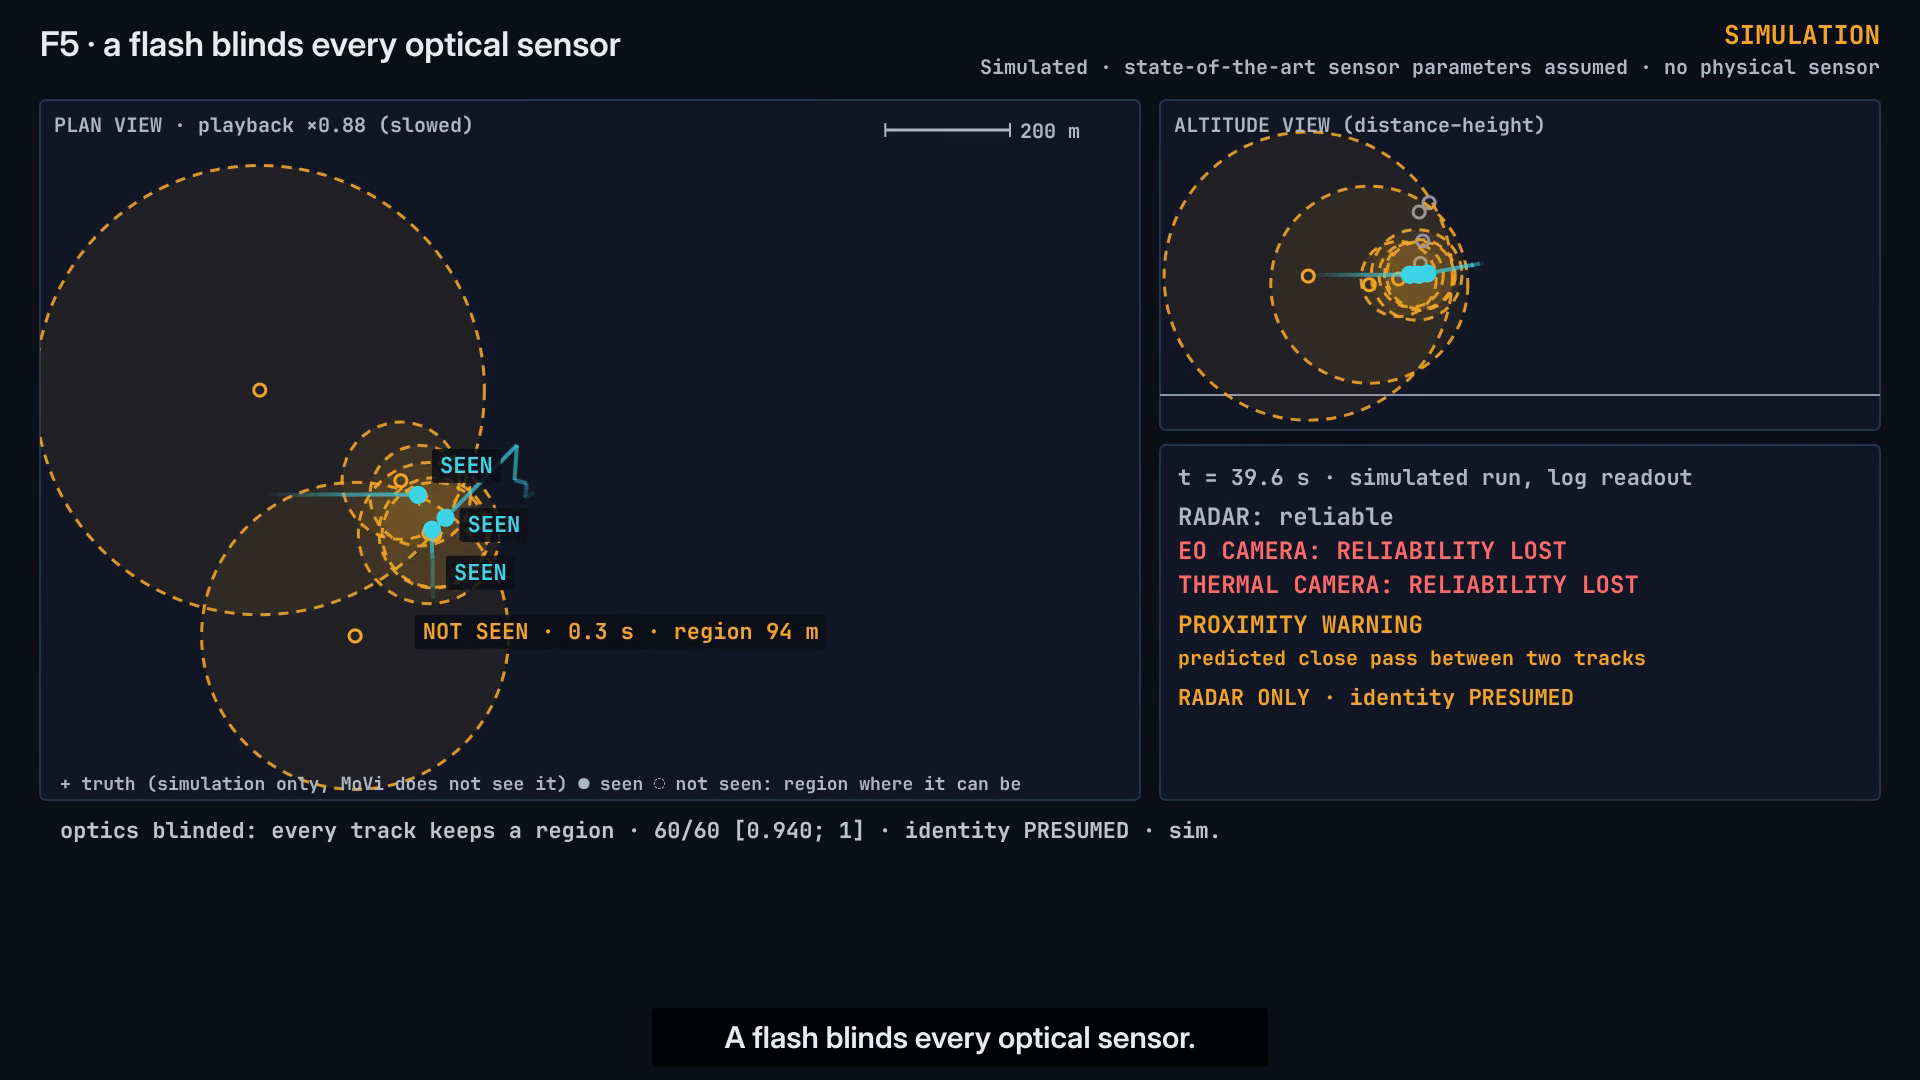 F5 · a flash blinds every optical sensor
SIMULATION
Simulated · state-of-the-art sensor parameters assumed · no physical sensor
PLAN VIEW · playback ×0.88 (slowed)
200 m
SEEN
SEEN
SEEN
NOT SEEN · 0.3 s · region 94 m
+ truth (simulation only, MoVi does not see it) ● seen ◌ not seen: region where it can be
ALTITUDE VIEW (distance-height)
t = 39.6 s · simulated run, log readout
RADAR: reliable
EO CAMERA: RELIABILITY LOST
THERMAL CAMERA: RELIABILITY LOST
PROXIMITY WARNING
predicted close pass between two tracks
RADAR ONLY · identity PRESUMED
optics blinded: every track keeps a region · 60/60 [0.940; 1] · identity PRESUMED · sim.
A flash blinds every optical sensor.